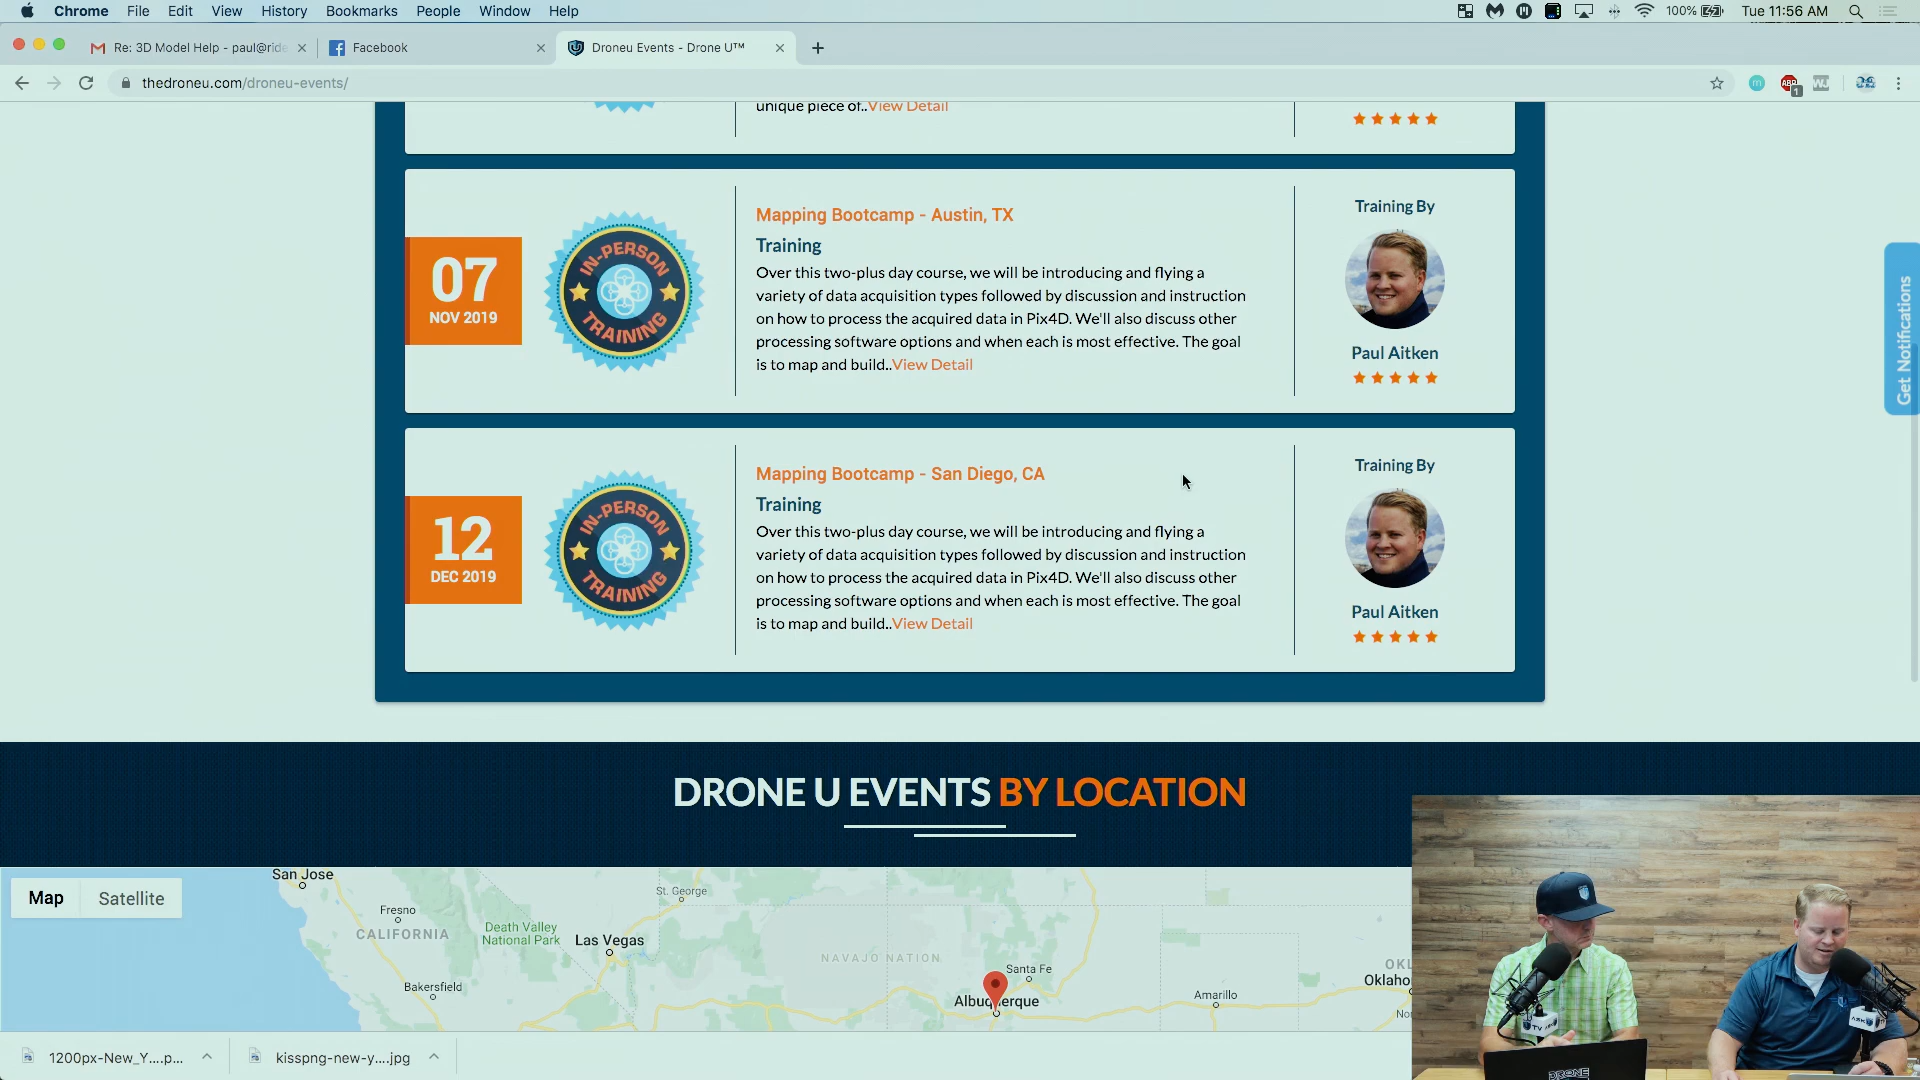 Chrome File Edit View History Bookmarks People Window Help 100% Tue 11:56 AM
Re: 3D Model Help - paul@ride Facebook Droneu Events - Drone U™
thedroneu.com/droneu-events/
ABP
1
unique piece of..View Detail
07
NOV 2019
IN-PERSON
TRAINING
Mapping Bootcamp - Austin, TX
Training
Over this two-plus day course, we will be introducing and flying a
variety of data acquisition types followed by discussion and instruction
on how to process the acquired data in Pix4D. We'll also discuss other
processing software options and when each is most effective. The goal
is to map and build..View Detail
Training By
Paul Aitken
Get Notifications
12
DEC 2019
IN-PERSON
TRAINING
Mapping Bootcamp - San Diego, CA
Training
Over this two-plus day course, we will be introducing and flying a
variety of data acquisition types followed by discussion and instruction
on how to process the acquired data in Pix4D. We'll also discuss other
processing software options and when each is most effective. The goal
is to map and build..View Detail
Training By
Paul Aitken
DRONE U EVENTS BY LOCATION
Map Satellite
San Jose
St. George
Fresno
CALIFORNIA
Death Valley
National Park
Las Vegas
NAVAJO NATION
Santa Fe
Bakersfield
Albuquerque
Amarillo
OKL
Oklaho
No
1200px-New_Y....p...
kisspng-new-y....jpg
ASK
DRONE